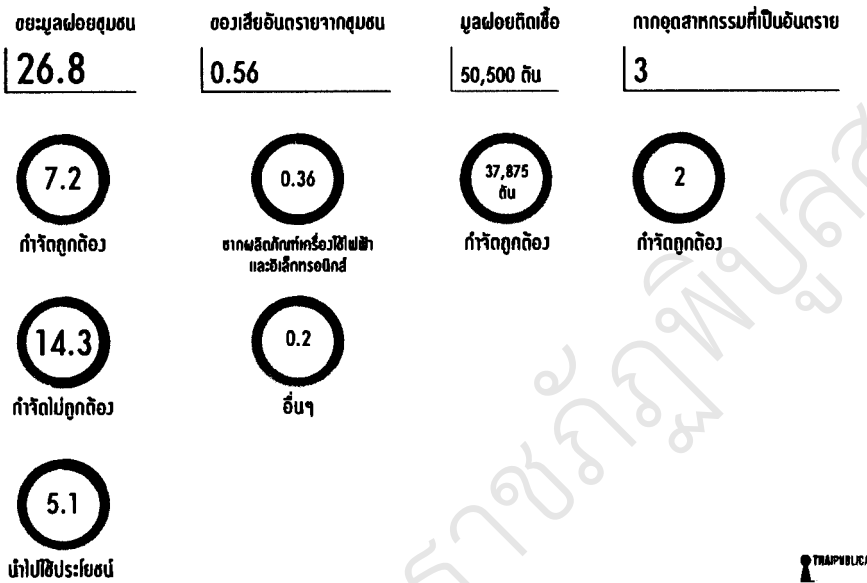 ขยะมูลฝอยชุมชน
26.8
7.2
กำจัดถูกต้อง
14.3
กำจัดไม่ถูกต้อง
5.1
นำไปใช้ประโยชน์
ของเสียอันตรายจากชุมชน
0.56
0.36
ซากผลิตภัณฑ์เครื่องใช้ไฟฟ้า
และอิเล็กทรอนิกส์
0.2
อื่นๆ
มูลฝอยติดเชื้อ
50,500 ตัน
37,875
ตัน
กำจัดถูกต้อง
กากอุตสาหกรรมที่เป็นอันตราย
3
2
กำจัดถูกต้อง
THAIPUBLICA